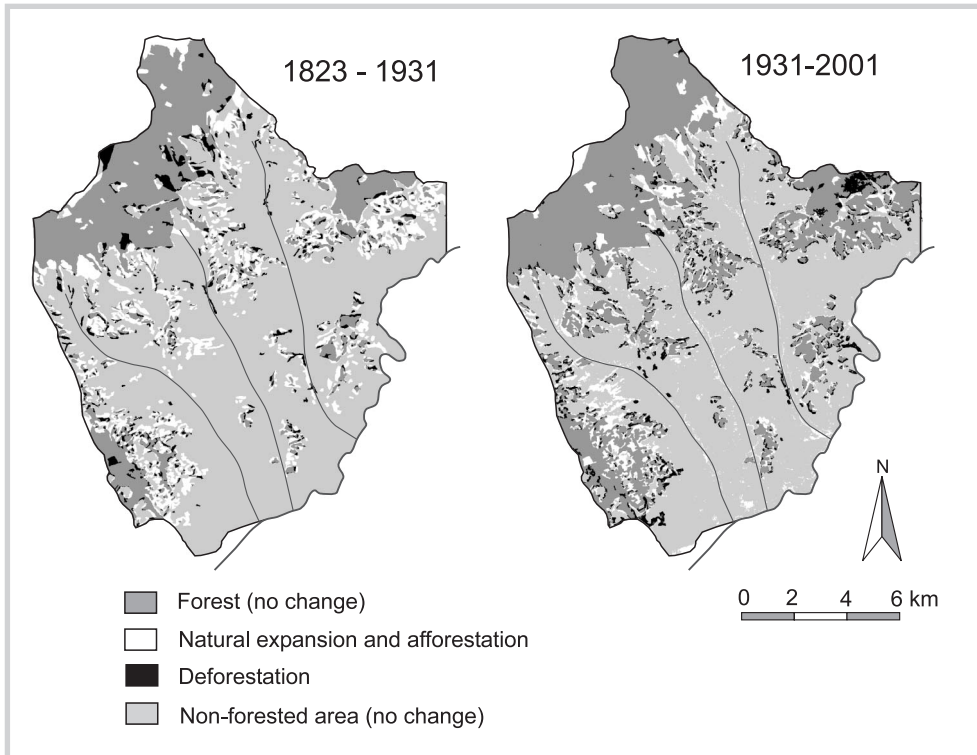 1823 - 1931
1931-2001
N
Forest (no change)
Natural expansion and afforestation
Deforestation
Non-forested area (no change)
0 2 4 6 km